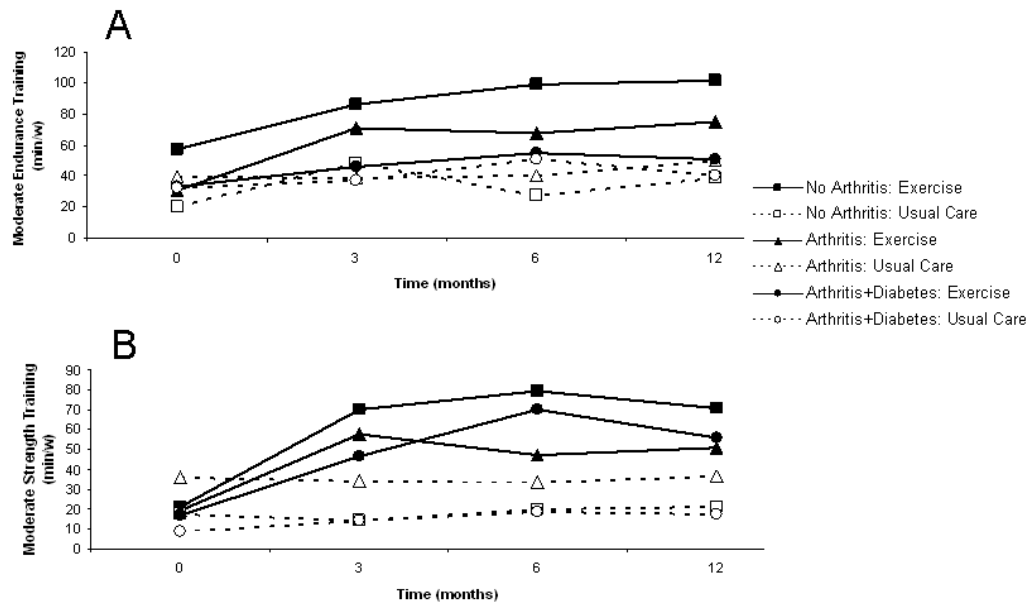 A
Moderate Endurance Training
(min/w)
120
100
80
60
40
20
0
0 3 6 12
Time (months)
No Arthritis: Exercise
No Arthritis: Usual Care
Arthritis: Exercise
Arthritis: Usual Care
Arthritis+Diabetes: Exercise
Arthritis+Diabetes: Usual Care
B
Moderate Strength Training
(min/w)
90
80
70
60
50
40
30
20
10
0
0 3 6 12
Time (months)